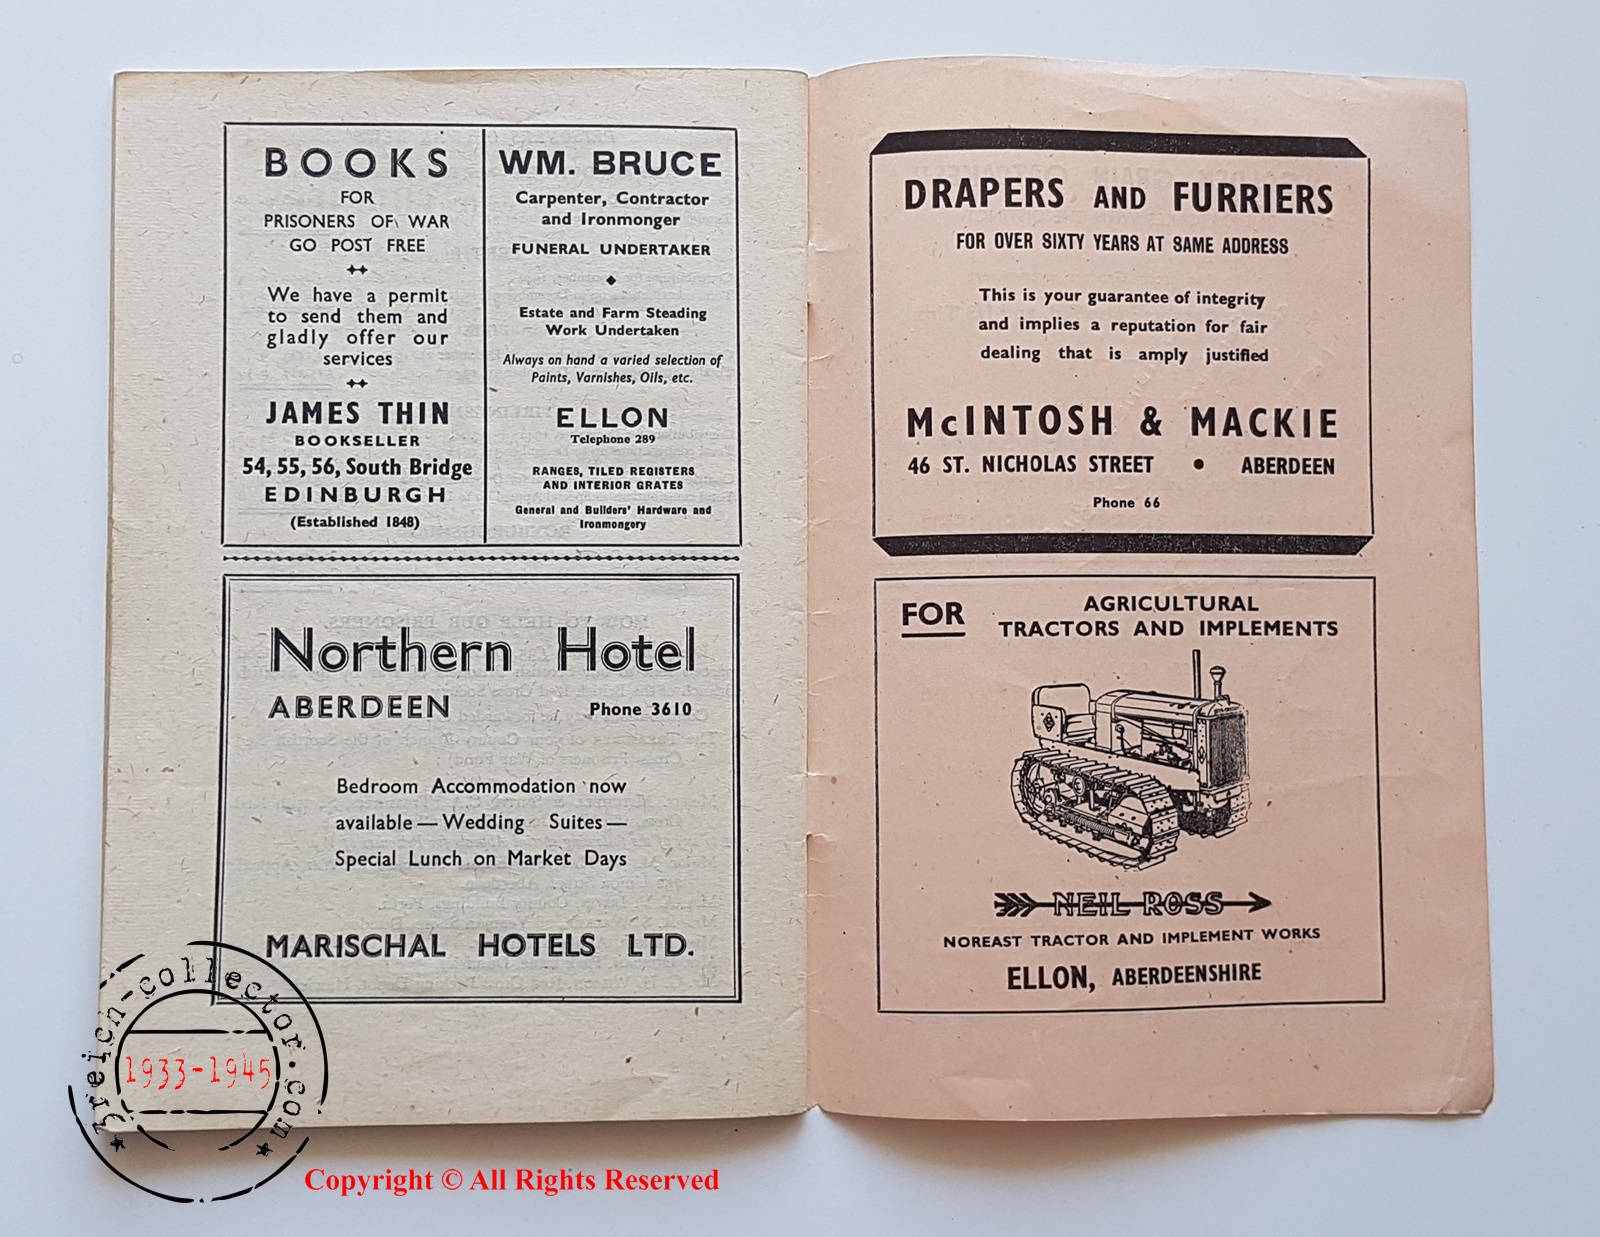 BOOKS
FOR
PRISONERS OF WAR
GO POST FREE
We have a permit
to send them and
gladly offer our
services
JAMES THIN
BOOKSELLER
54, 55, 56, South Bridge
EDINBURGH
(Established 1848)
WM. BRUCE
Carpenter, Contractor
and Ironmonger
FUNERAL UNDERTAKER
Estate and Farm Steading
Work Undertaken
Always on hand a varied selection of
Paints, Varnishes, Oils, etc.
ELLON
Telephone 289
RANGES, TILED REGISTERS
AND INTERIOR GRATES
General and Builders' Hardware and
Ironmongery
Northern Hotel
ABERDEEN Phone 3610
Bedroom Accommodation now
available — Wedding Suites —
Special Lunch on Market Days
MARISCHAL HOTELS LTD.
DRAPERS AND FURRIERS
FOR OVER SIXTY YEARS AT SAME ADDRESS
This is your guarantee of integrity
and implies a reputation for fair
dealing that is amply justified
McINTOSH & MACKIE
46 ST. NICHOLAS STREET • ABERDEEN
Phone 66
FOR AGRICULTURAL
TRACTORS AND IMPLEMENTS
NEIL ROSS
NOREAST TRACTOR AND IMPLEMENT WORKS
ELLON, ABERDEENSHIRE
3reich-collector.com
1933-1945
Copyright © All Rights Reserved